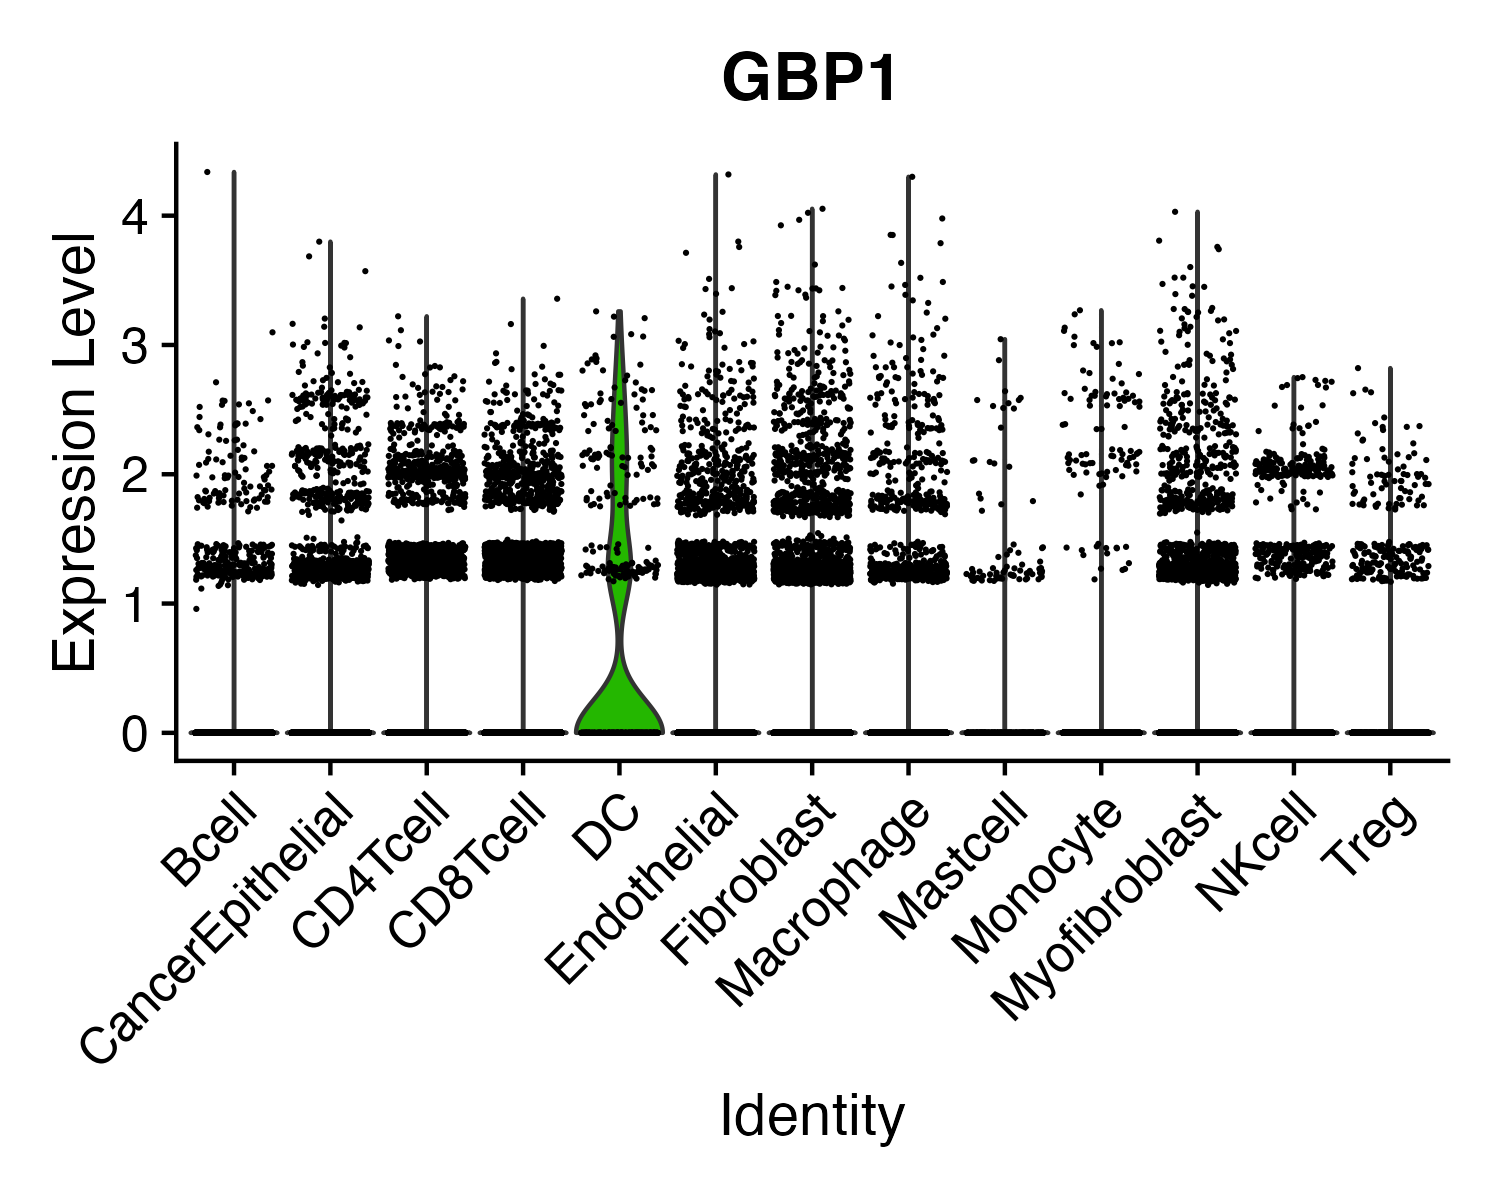 GBP1
Expression Level
4
3
2
1
0
Bcell
CancerEpithelial
CD4Tcell
CD8Tcell
DC
Endothelial
Fibroblast
Macrophage
Mastcell
Monocyte
Myofibroblast
NKcell
Treg
Identity